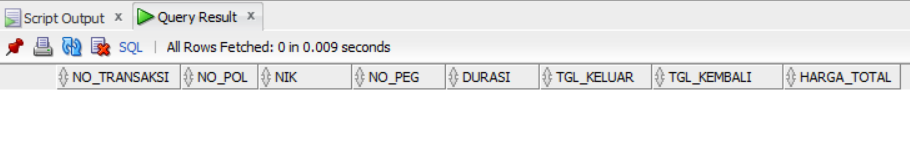 Script Output x Query Result x
SQL | All Rows Fetched: 0 in 0.009 seconds
NO_TRANSAKSI NO_POL NIK NO_PEG DURASI TGL_KELUAR TGL_KEMBALI HARGA_TOTAL